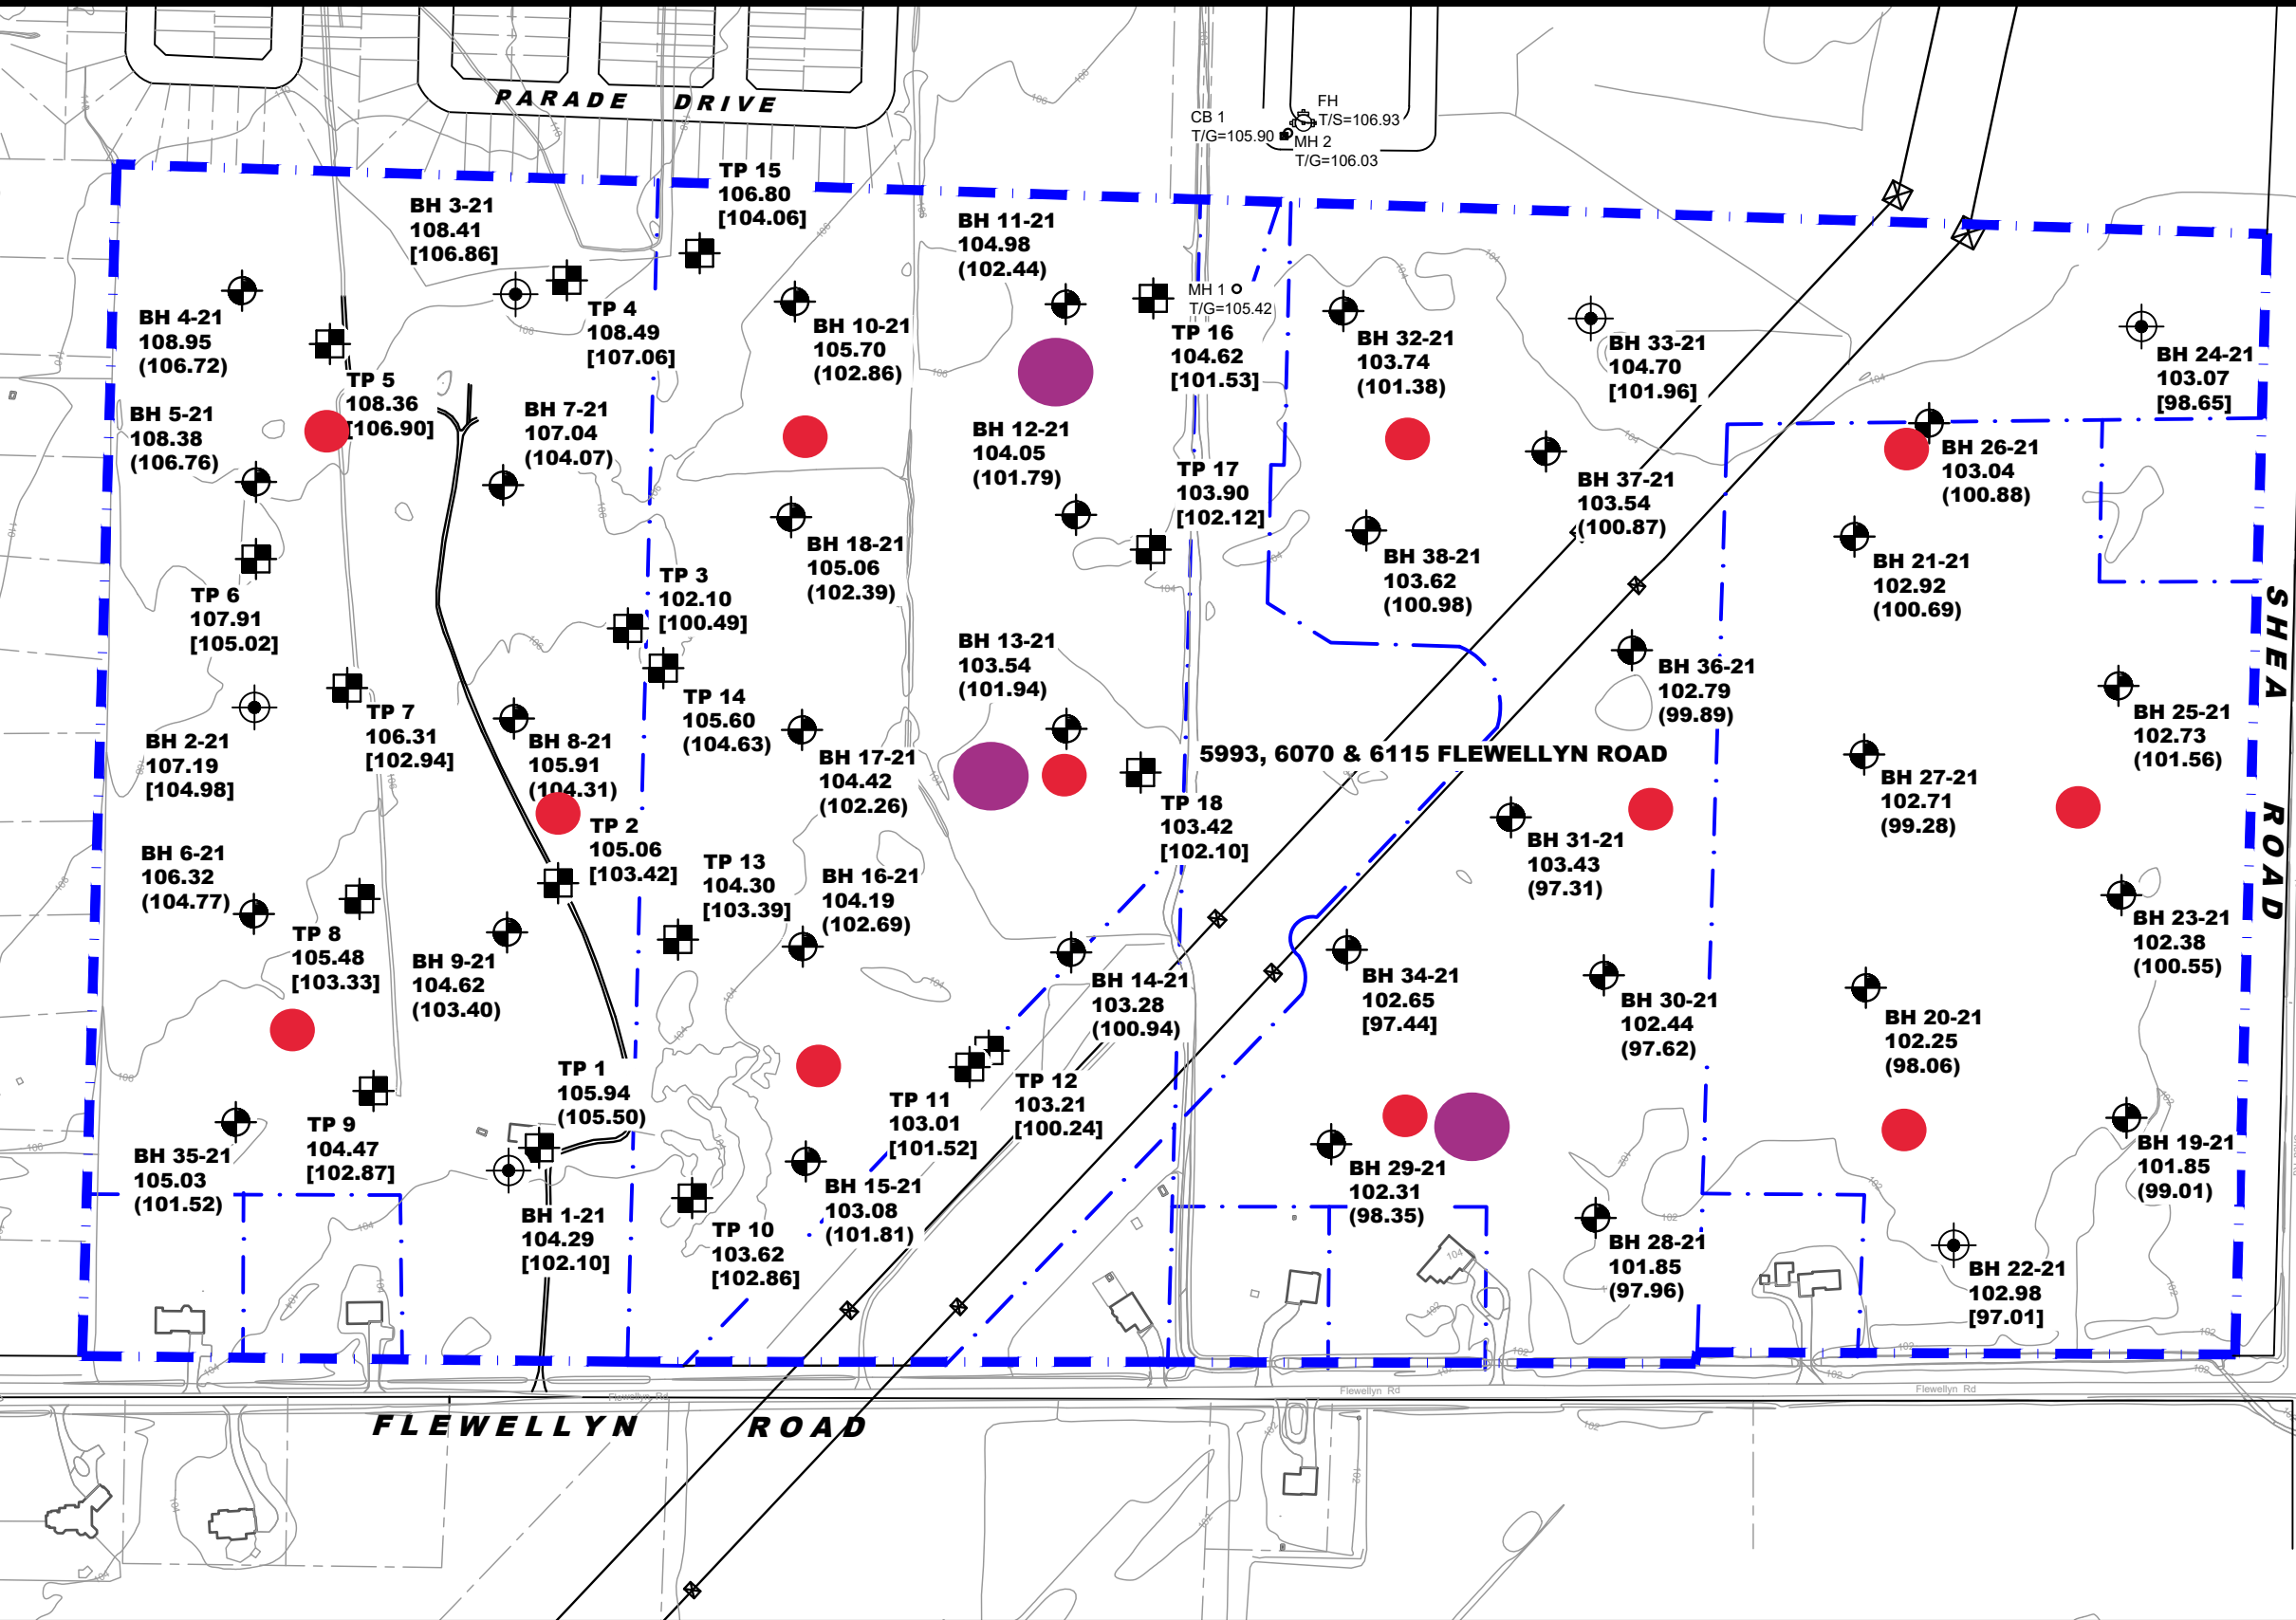 PARADE DRIVE
CB 1
T/G=105.90
FH
T/S=106.93
MH 2
T/G=106.03
TP 15
106.80
[104.06]
BH 3-21
108.41
[106.86]
BH 11-21
104.98
(102.44)
MH 1
T/G=105.42
BH 4-21
108.95
(106.72)
TP 4
108.49
[107.06]
BH 10-21
105.70
(102.86)
TP 16
104.62
[101.53]
BH 32-21
103.74
(101.38)
BH 33-21
104.70
[101.96]
BH 24-21
103.07
[98.65]
TP 5
108.36
[106.90]
BH 5-21
108.38
(106.76)
BH 7-21
107.04
(104.07)
BH 12-21
104.05
(101.79)
TP 17
103.90
[102.12]
BH 37-21
103.54
(100.87)
BH 26-21
103.04
(100.88)
BH 18-21
105.06
(102.39)
BH 38-21
103.62
(100.98)
BH 21-21
102.92
(100.69)
TP 6
107.91
[105.02]
TP 3
102.10
[100.49]
BH 13-21
103.54
(101.94)
BH 36-21
102.79
(99.89)
TP 14
105.60
(104.63)
TP 7
106.31
[102.94]
BH 2-21
107.19
[104.98]
BH 8-21
105.91
(104.31)
BH 17-21
104.42
(102.26)
5993, 6070 & 6115 FLEWELLYN ROAD
BH 25-21
102.73
(101.56)
BH 27-21
102.71
(99.28)
SHEA ROAD
TP 18
103.42
[102.10]
TP 2
105.06
[103.42]
BH 31-21
103.43
(97.31)
BH 6-21
106.32
(104.77)
TP 13
104.30
[103.39]
BH 16-21
104.19
(102.69)
TP 8
105.48
[103.33]
BH 9-21
104.62
(103.40)
BH 14-21
103.28
(100.94)
BH 34-21
102.65
[97.44]
BH 30-21
102.44
(97.62)
BH 23-21
102.38
(100.55)
BH 20-21
102.25
(98.06)
TP 1
105.94
(105.50)
TP 12
103.21
[100.24]
TP 11
103.01
[101.52]
TP 9
104.47
[102.87]
BH 35-21
105.03
(101.52)
BH 15-21
103.08
(101.81)
BH 29-21
102.31
(98.35)
BH 19-21
101.85
(99.01)
BH 1-21
104.29
[102.10]
TP 10
103.62
[102.86]
BH 28-21
101.85
(97.96)
BH 22-21
102.98
[97.01]
Flewellyn Rd
Flewellyn Rd
Flewellyn Rd
FLEWELLYN ROAD